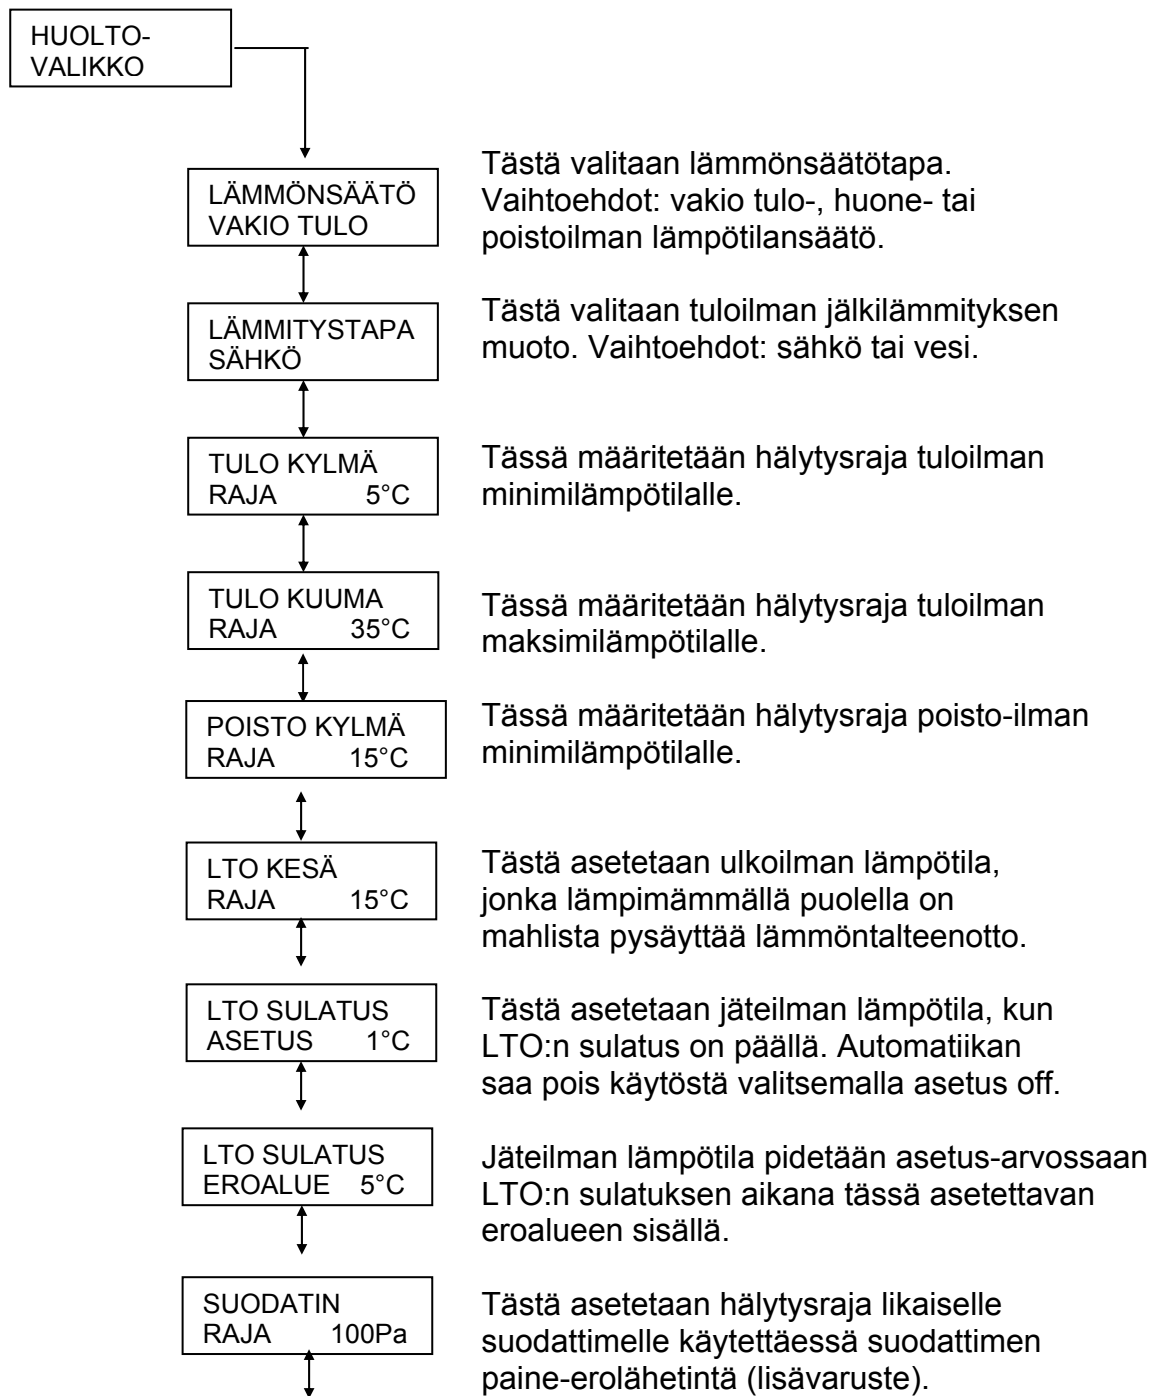 HUOLTO-
VALIKKO
LÄMMÖNSÄÄTÖ
VAKIO TULO
Tästä valitaan lämmönsäätötapa.
Vaihtoehdot: vakio tulo-, huone- tai
poistoilman lämpötilansäätö.
LÄMMITYSTAPA
SÄHKÖ
Tästä valitaan tuloilman jälkilämmityksen
muoto. Vaihtoehdot: sähkö tai vesi.
TULO KYLMÄ
RAJA 5°C
Tässä määritetään hälytysraja tuloilman
minimilämpötilalle.
TULO KUUMA
RAJA 35°C
Tässä määritetään hälytysraja tuloilman
maksimilämpötilalle.
POISTO KYLMÄ
RAJA 15°C
Tässä määritetään hälytysraja poisto-ilman
minimilämpötilalle.
LTO KESÄ
RAJA 15°C
Tästä asetetaan ulkoilman lämpötila,
jonka lämpimämmällä puolella on
mahlista pysäyttää lämmöntalteenotto.
LTO SULATUS
ASETUS 1°C
Tästä asetetaan jäteilman lämpötila, kun
LTO:n sulatus on päällä. Automatiikan
saa pois käytöstä valitsemalla asetus off.
LTO SULATUS
EROALUE 5°C
Jäteilman lämpötila pidetään asetus-arvossaan
LTO:n sulatuksen aikana tässä asetettavan
eroalueen sisällä.
SUODATIN
RAJA 100Pa
Tästä asetetaan hälytysraja likaiselle
suodattimelle käytettäessä suodattimen
paine-erolähetintä (lisävaruste).